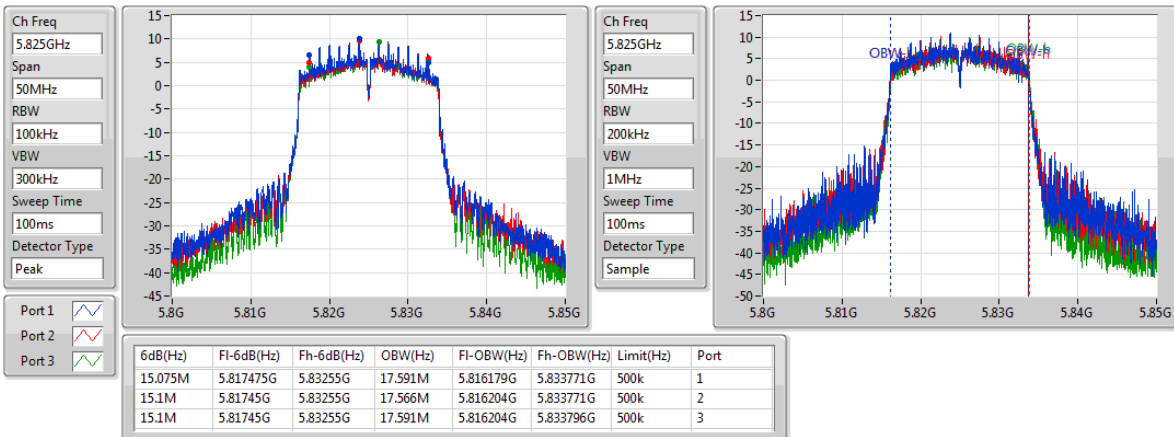 Ch Freq
5.825GHz
Span
50MHz
RBW
100kHz
VBW
300kHz
Sweep Time
100ms
Detector Type
Peak
Port 1
Port 2
Port 3
15
10
5
0
-5
-10
-15
-20
-25
-30
-35
-40
-45
5.8G 5.81G 5.82G 5.83G 5.84G 5.85G
Ch Freq
5.825GHz
Span
50MHz
RBW
200kHz
VBW
1MHz
Sweep Time
100ms
Detector Type
Sample
15
10
5
0
-5
-10
-15
-20
-25
-30
-35
-40
-45
-50
OBW-h
5.8G 5.81G 5.82G 5.83G 5.84G 5.85G
6dB(Hz) Fl-6dB(Hz) Fh-6dB(Hz) OBW(Hz) Fl-OBW(Hz) Fh-OBW(Hz) Limit(Hz) Port
15.075M 5.817475G 5.83255G 17.591M 5.816179G 5.833771G 500k 1
15.1M 5.81745G 5.83255G 17.566M 5.816204G 5.833771G 500k 2
15.1M 5.81745G 5.83255G 17.591M 5.816204G 5.833796G 500k 3